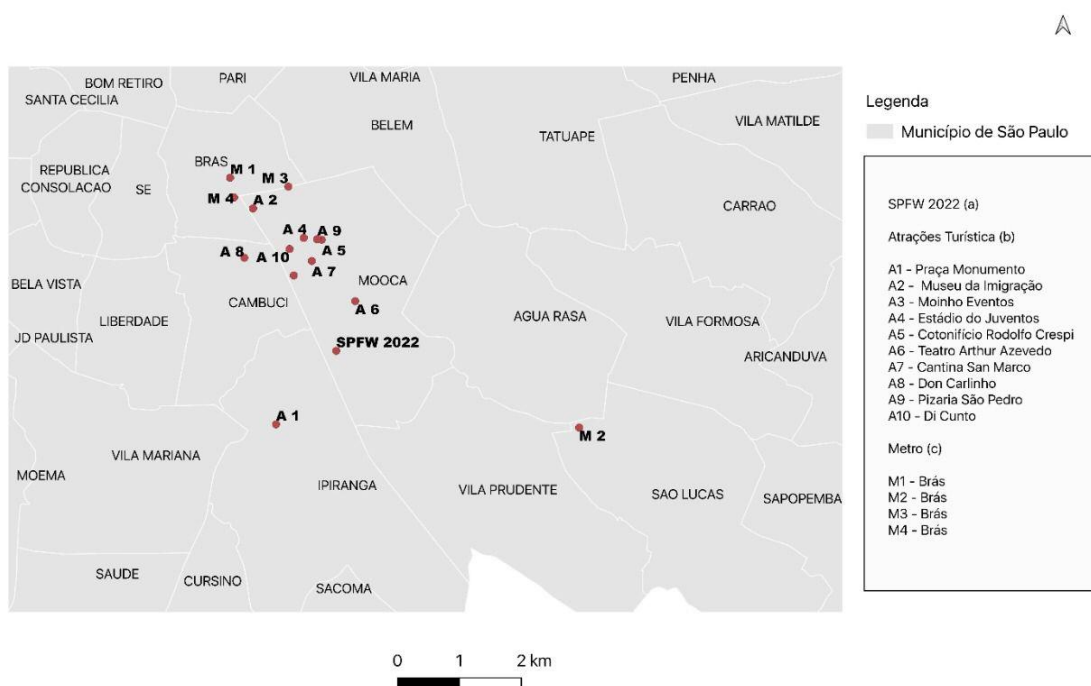 BOM RETIRO
PARI
VILA MARIA
PENHA
SANTA CECILIA
BELEM
VILA MATILDE
TATUAPE
BRAS
REPUBLICA
CONSOLACAO
SE
M 1
M 3
M 4
A 2
CARRAO
A 4
A 9
A 8
A 10
A 5
A 7
BELA VISTA
MOOCA
CAMBUCI
A 6
LIBERDADE
AGUA RASA
VILA FORMOSA
JD PAULISTA
SPFW 2022
ARICANDUVA
A 1
M 2
VILA MARIANA
MOEMA
IPIRANGA
VILA PRUDENTE
SAO LUCAS
SAPOPEMBA
SAUDE
CURSINO
SACOMA
0 1 2 km
Legenda
Município de São Paulo
SPFW 2022 (a)
Atrações Turística (b)
A1 - Praça Monumento
A2 - Museu da Imigração
A3 - Moinho Eventos
A4 - Estádio do Juventos
A5 - Cotonifício Rodolfo Crespi
A6 - Teatro Arthur Azevedo
A7 - Cantina San Marco
A8 - Don Carlinho
A9 - Pizaria São Pedro
A10 - Di Cunto
Metro (c)
M1 - Brás
M2 - Brás
M3 - Brás
M4 - Brás